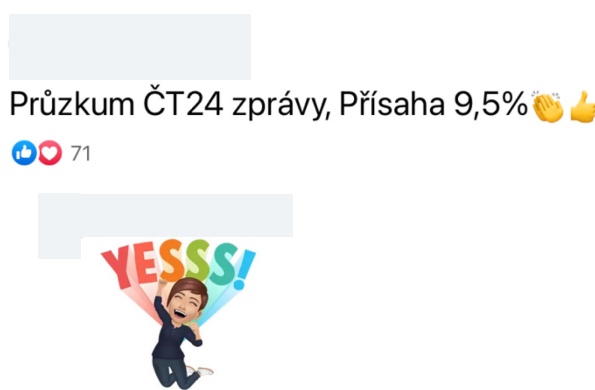 Průzkum ČT24 zprávy, Přísaha 9,5%👏👍
71
YESSS!